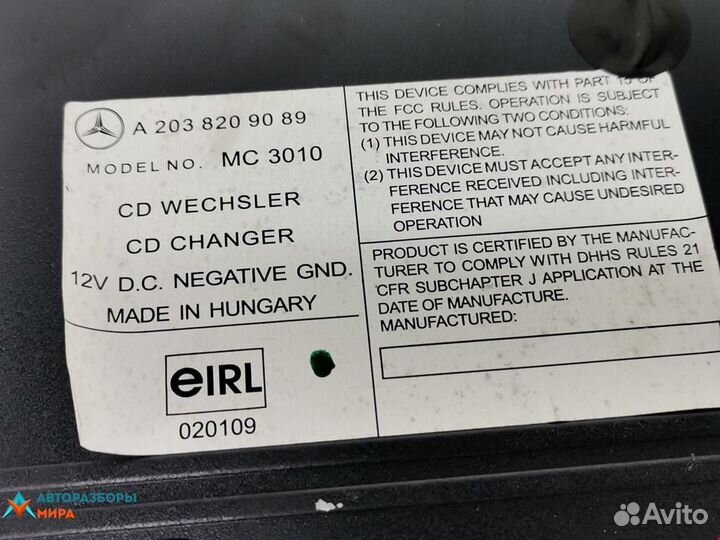 A 203 820 90 89
MODEL NO. MC 3010
CD WECHSLER
CD CHANGER
12V D.C. NEGATIVE GND.
MADE IN HUNGARY
eIRL
020109
THIS DEVICE COMPLIES WITH PART 15 OF
THE FCC RULES. OPERATION IS SUBJECT
TO THE FOLLOWING TWO CONDITIONS:
(1) THIS DEVICE MAY NOT CAUSE HARMFUL
INTERFERENCE.
(2) THIS DEVICE MUST ACCEPT ANY INTER-
FERENCE RECEIVED INCLUDING INTER-
FERENCE THAT MAY CAUSE UNDESIRED
OPERATION
PRODUCT IS CERTIFIED BY THE MANUFAC-
TURER TO COMPLY WITH DHHS RULES 21
CFR SUBCHAPTER J APPLICATION AT THE
DATE OF MANUFACTURE.
MANUFACTURED:
АВТОРАЗБОРЫ
МИРА
Avito